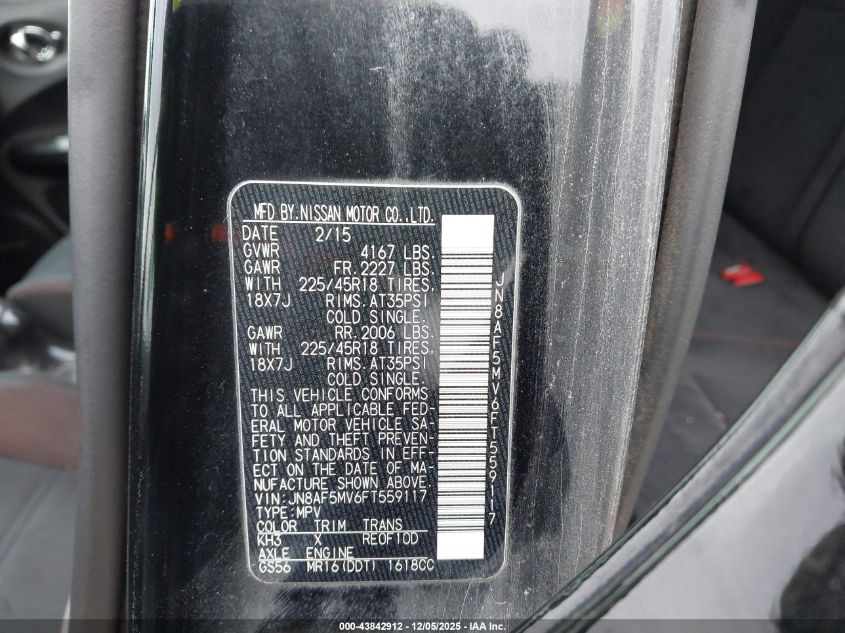 MFD BY.NISSAN MOTOR CO.,LTD.
DATE 2/15
GVWR 4167 LBS.
GAWR FR.2227 LBS.
WITH 225/45R18 TIRES.
18X7J RIMS.AT35PSI
COLD SINGLE.
GAWR RR.2006 LBS.
WITH 225/45R18 TIRES.
18X7J RIMS.AT35PSI
COLD SINGLE.
THIS VEHICLE CONFORMS
TO ALL APPLICABLE FED-
ERAL MOTOR VEHICLE SA-
FETY AND THEFT PREVEN-
TION STANDARDS IN EFF-
ECT ON THE DATE OF MA-
NUFACTURE SHOWN ABOVE.
VIN:JN8AF5MV6FT559117
TYPE:MPV
COLOR TRIM TRANS
KH3 X RE0F10D
AXLE ENGINE
GS56 MR16(DDT) 1618CC
JN8AF5MV6FT559117
000-43842912 - 12/05/2025 - IAA Inc.